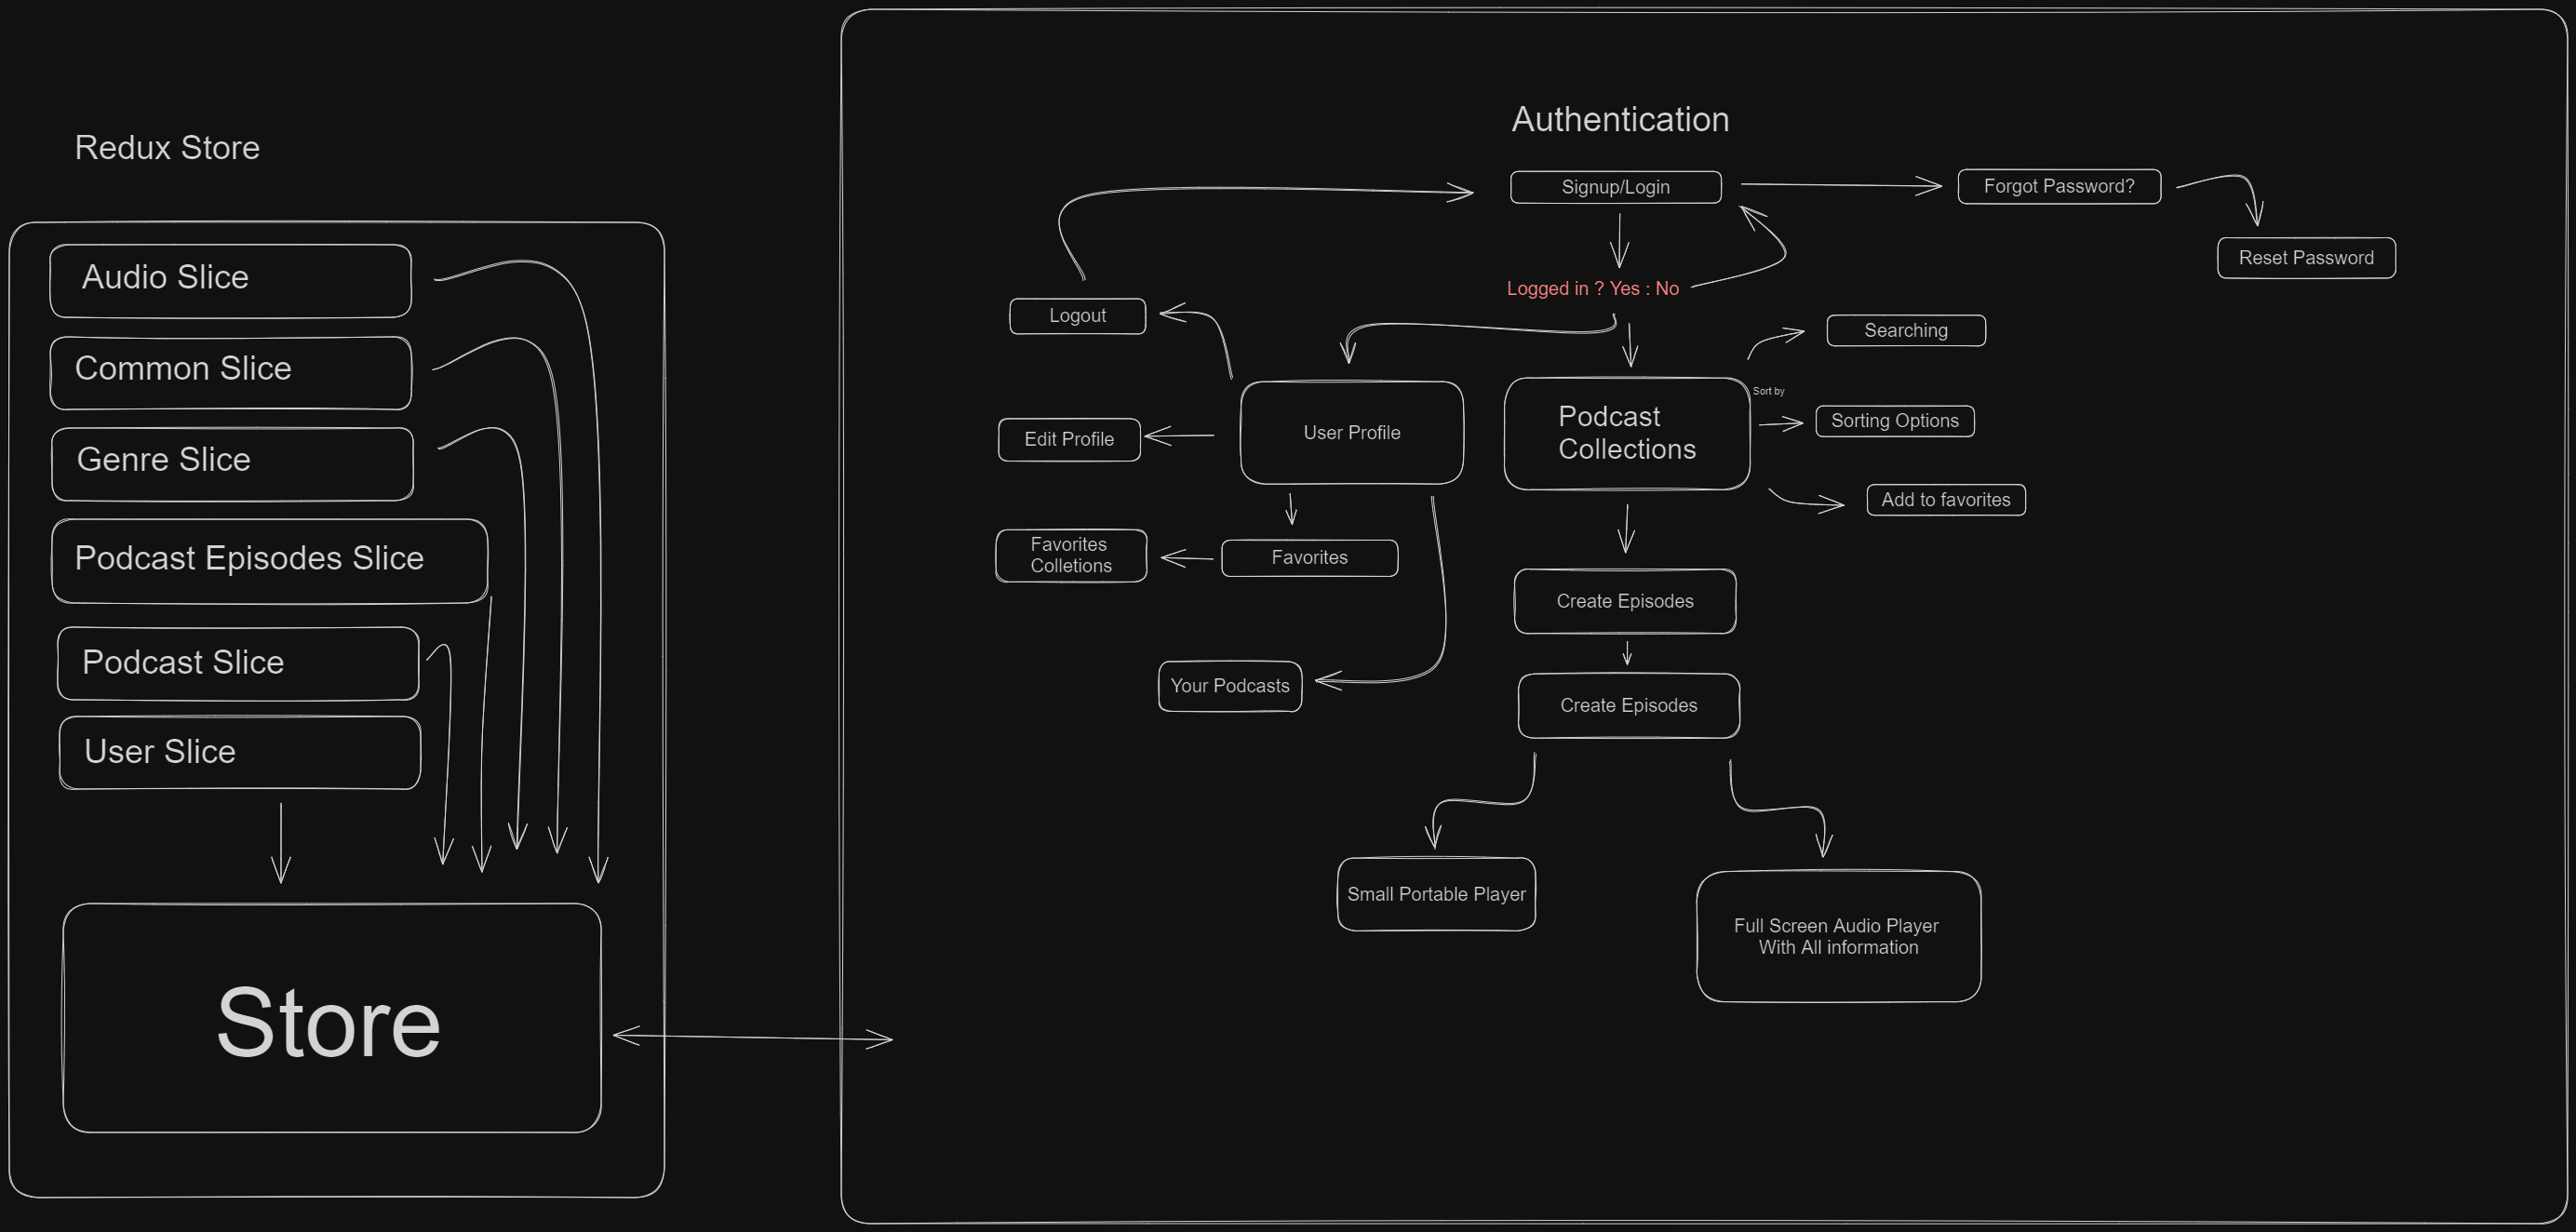 Redux Store
Audio Slice
Common Slice
Genre Slice
Podcast Episodes Slice
Podcast Slice
User Slice
Store
Authentication
Signup/Login
Forgot Password?
Reset Password
Logged in ? Yes : No
Logout
Searching
Sort by
User Profile
Podcast
Collections
Edit Profile
Sorting Options
Add to favorites
Favorites
Colletions
Favorites
Create Episodes
Your Podcasts
Create Episodes
Small Portable Player
Full Screen Audio Player
With All information